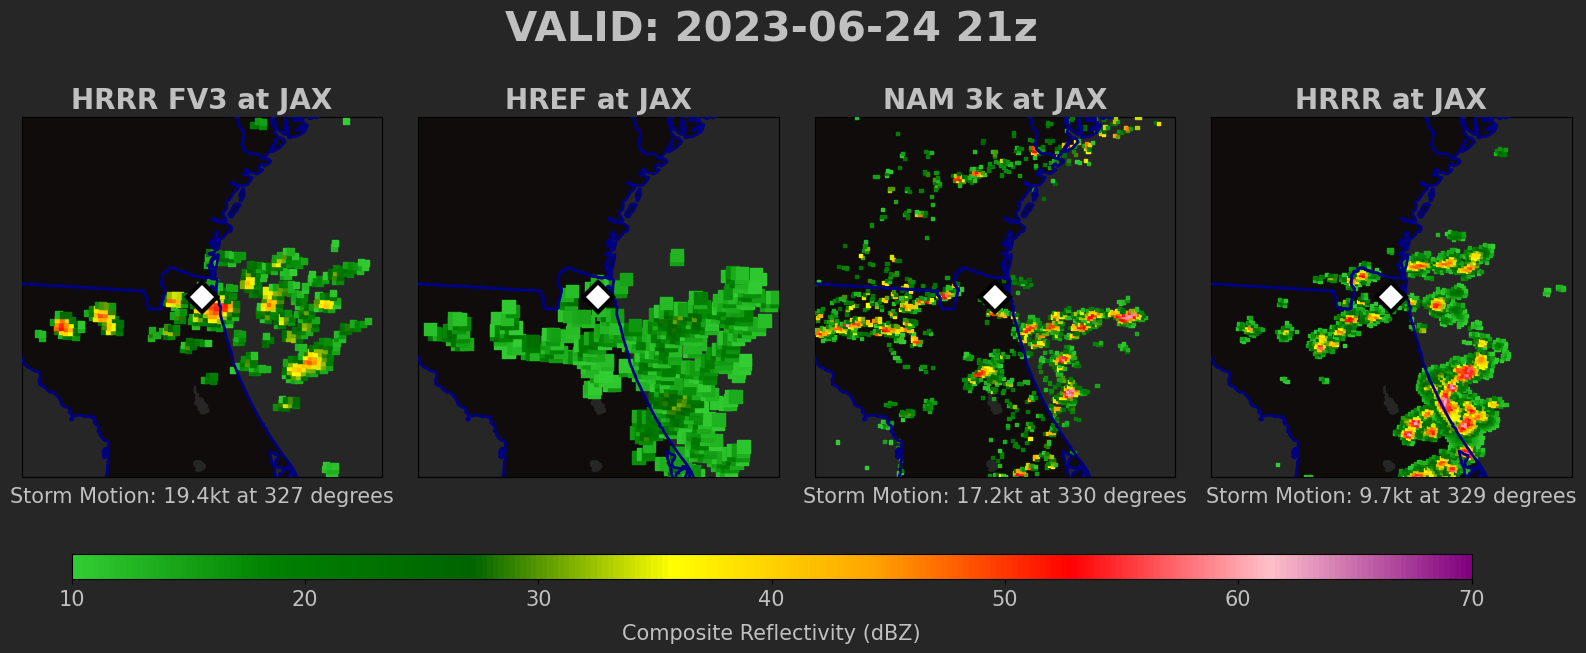 VALID: 2023-06-24 21z
HRRR FV3 at JAX
HREF at JAX
NAM 3k at JAX
HRRR at JAX
Storm Motion: 19.4kt at 327 degrees
Storm Motion: 17.2kt at 330 degrees
Storm Motion: 9.7kt at 329 degrees
10 20 30 40 50 60 70
Composite Reflectivity (dBZ)